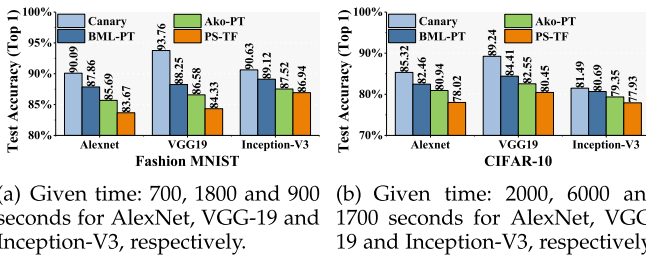 100%
95%
90%
85%
80%
Test Accuracy (Top 1)
Canary
BML-PT
Ako-PT
PS-TF
90.09
87.86
85.69
83.67
93.76
88.25
86.58
84.33
90.63
89.12
87.52
86.94
Alexnet
VGG19
Inception-V3
Fashion MNIST
100%
90%
80%
70%
Test Accuracy (Top 1)
Canary
BML-PT
Ako-PT
PS-TF
85.32
82.46
80.94
78.02
89.24
84.41
82.55
80.45
81.49
80.69
79.35
77.93
Alexnet
VGG19
Inception-V3
CIFAR-10
(a) Given time: 700, 1800 and 900
seconds for AlexNet, VGG-19 and
Inception-V3, respectively.
(b) Given time: 2000, 6000 an
1700 seconds for AlexNet, VGG
19 and Inception-V3, respectively